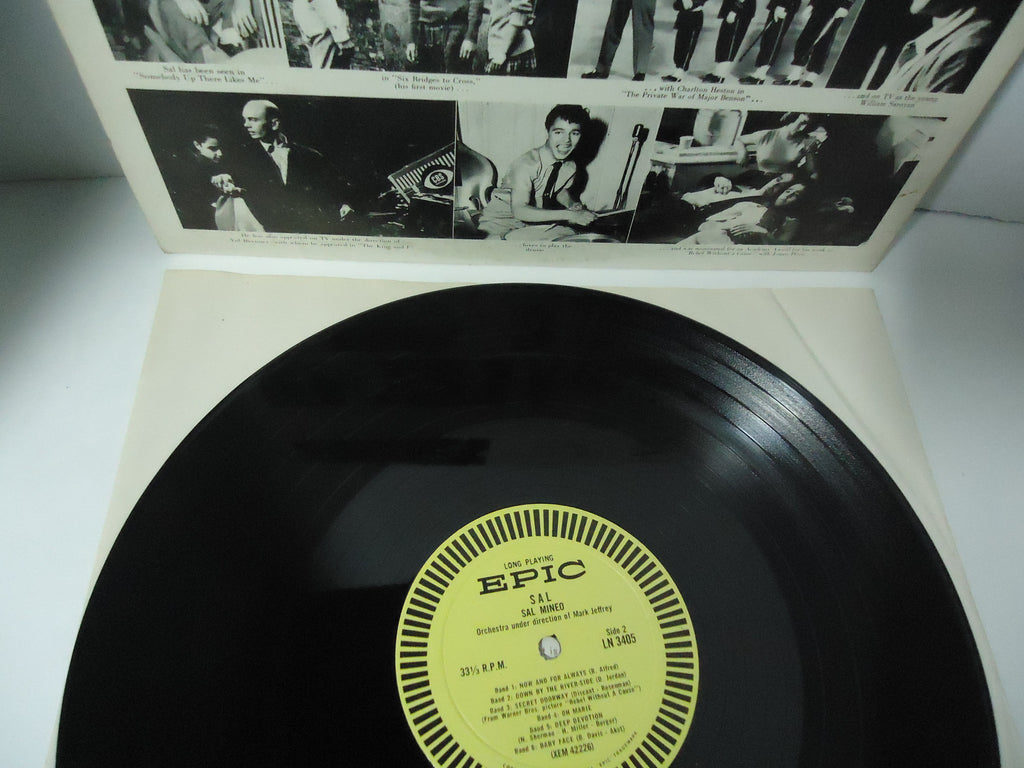 Sal has been seen in
"Somebody Up There Likes Me" . . .
in "Six Bridges to Cross,"
(his first movie) . . .
. . . with Charlton Heston in
"The Private War of Major Benson" . . .
. . . and on TV as the young
William Saroyan
He has also appeared on TV under the direction of
Yul Brynner with whom he appeared in "The King and I"
CBS
. . . loves to play the
drums
. . . and was nominated for an Academy Award for his work
"Rebel Without a Cause" with James Dean
LONG PLAYING
EPIC
SAL
SAL MINEO
Orchestra under direction of Mark Jeffrey
Side 2
LN 3405
33⅓ R.P.M.
Band 1: NOW AND FOR ALWAYS (R. Alfred)
Band 2: DOWN BY THE RIVER-SIDE (D. Jordan)
Band 3: SECRET DOORWAY (Discant - Rosenman)
(From Warner Bros. picture "Rebel Without A Cause")
Band 4: OH MARIE
Band 5: DEEP DEVOTION
(N. Sherman - H. Miller - Berger)
Band 6: BABY FACE (B. Davis - Akst)
(XEM 42226)
EPIC TRADEMARK